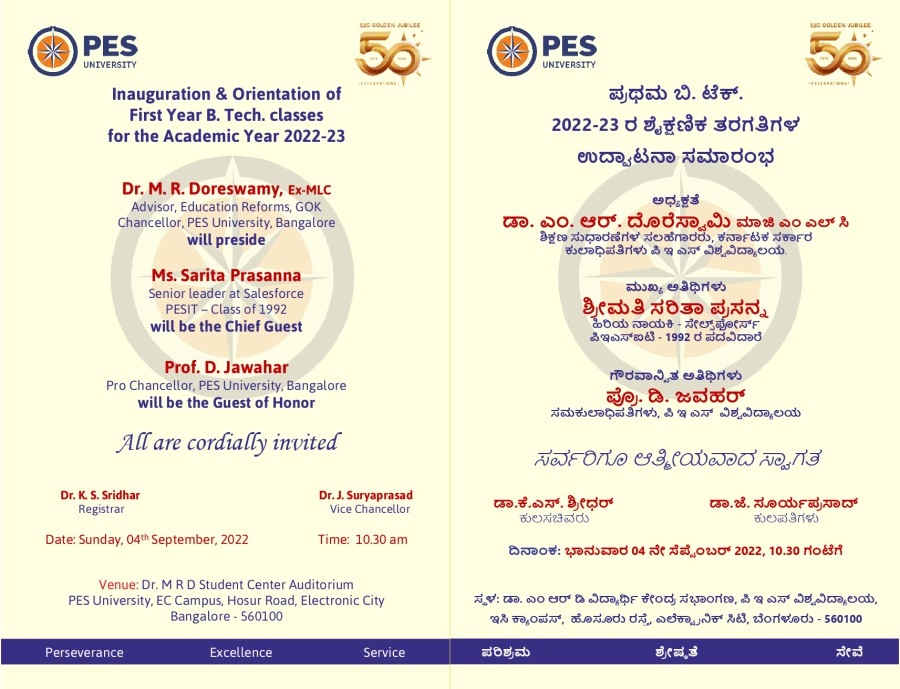 PES
UNIVERSITY
PES GOLDEN JUBILEE
50
CELEBRATIONS
Inauguration & Orientation of
First Year B. Tech. classes
for the Academic Year 2022-23
Dr. M. R. Doreswamy, Ex-MLC
Advisor, Education Reforms, GOK
Chancellor, PES University, Bangalore
will preside
Ms. Sarita Prasanna
Senior leader at Salesforce
PESIT – Class of 1992
will be the Chief Guest
Prof. D. Jawahar
Pro Chancellor, PES University, Bangalore
will be the Guest of Honor
All are cordially invited
Dr. K. S. Sridhar
Registrar
Dr. J. Suryaprasad
Vice Chancellor
Date: Sunday, 04th September, 2022
Time: 10.30 am
Venue: Dr. M R D Student Center Auditorium
PES University, EC Campus, Hosur Road, Electronic City
Bangalore - 560100
Perseverance Excellence Service
PES
UNIVERSITY
PES GOLDEN JUBILEE
50
CELEBRATIONS
ಪ್ರಥಮ ಬಿ. ಟೆಕ್.
2022-23 ರ ಶೈಕ್ಷಣಿಕ ತರಗತಿಗಳ
ಉದ್ಘಾಟನಾ ಸಮಾರಂಭ
ಅಧ್ಯಕ್ಷತೆ
ಡಾ. ಎಂ. ಆರ್. ದೊರೆಸ್ವಾಮಿ ಮಾಜಿ ಎಂ ಎಲ್ ಸಿ
ಶಿಕ್ಷಣ ಸುಧಾರಣೆಗಳ ಸಲಹೆಗಾರರು, ಕರ್ನಾಟಕ ಸರ್ಕಾರ
ಕುಲಾಧಿಪತಿಗಳು ಪಿ ಇ ಎಸ್ ವಿಶ್ವವಿದ್ಯಾಲಯ.
ಮುಖ್ಯ ಅತಿಥಿಗಳು
ಶ್ರೀಮತಿ ಸರಿತಾ ಪ್ರಸನ್ನ
ಹಿರಿಯ ನಾಯಕಿ - ಸೇಲ್ಸ್‌ಫೋರ್ಸ್
ಪಿಇಎಸ್ಐಟಿ - 1992 ರ ಪದವಿದಾರೆ
ಗೌರವಾನ್ವಿತ ಅತಿಥಿಗಳು
ಪ್ರೊ. ಡಿ. ಜವಹರ್
ಸಮಕುಲಾಧಿಪತಿಗಳು, ಪಿ ಇ ಎಸ್ ವಿಶ್ವವಿದ್ಯಾಲಯ
ಸರ್ವರಿಗೂ ಆತ್ಮೀಯವಾದ ಸ್ವಾಗತ
ಡಾ.ಕೆ.ಎಸ್. ಶ್ರೀಧರ್
ಕುಲಸಚಿವರು
ಡಾ.ಜೆ. ಸೂರ್ಯಪ್ರಸಾದ್
ಕುಲಪತಿಗಳು
ದಿನಾಂಕ: ಭಾನುವಾರ 04 ನೇ ಸೆಪ್ಟೆಂಬರ್ 2022, 10.30 ಗಂಟೆಗೆ
ಸ್ಥಳ: ಡಾ. ಎಂ ಆರ್ ಡಿ ವಿದ್ಯಾರ್ಥಿ ಕೇಂದ್ರ ಸಭಾಂಗಣ, ಪಿ ಇ ಎಸ್ ವಿಶ್ವವಿದ್ಯಾಲಯ,
ಇಸಿ ಕ್ಯಾಂಪಸ್, ಹೊಸೂರು ರಸ್ತೆ, ಎಲೆಕ್ಟ್ರಾನಿಕ್ ಸಿಟಿ, ಬೆಂಗಳೂರು - 560100
ಪರಿಶ್ರಮ ಶ್ರೇಷ್ಠತೆ ಸೇವೆ